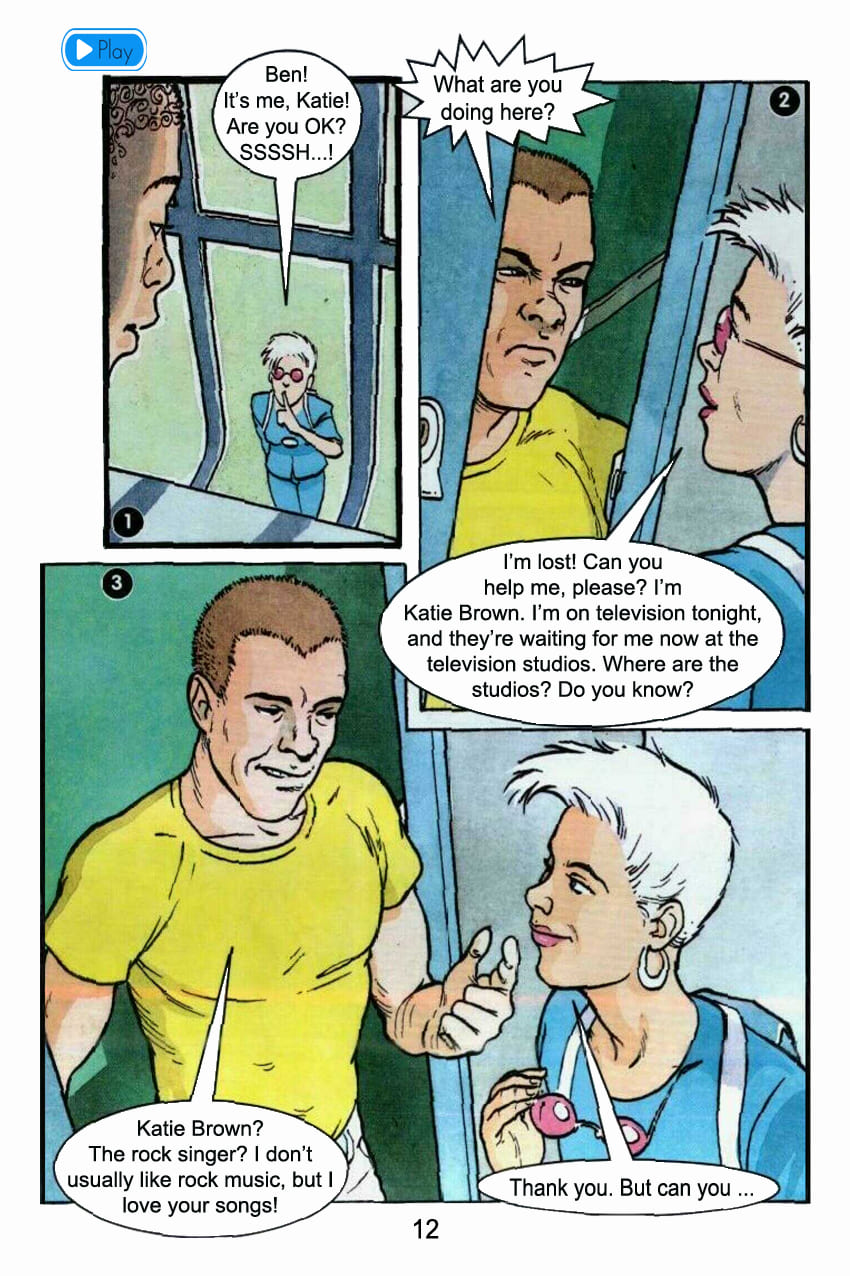 Play
Ben!
It's me, Katie!
Are you OK?
SSSSH...!
1
What are you
doing here?
2
I'm lost! Can you
help me, please? I'm
Katie Brown. I'm on television tonight,
and they're waiting for me now at the
television studios. Where are the
studios? Do you know?
3
Katie Brown?
The rock singer? I don't
usually like rock music, but I
love your songs!
Thank you. But can you ...
12